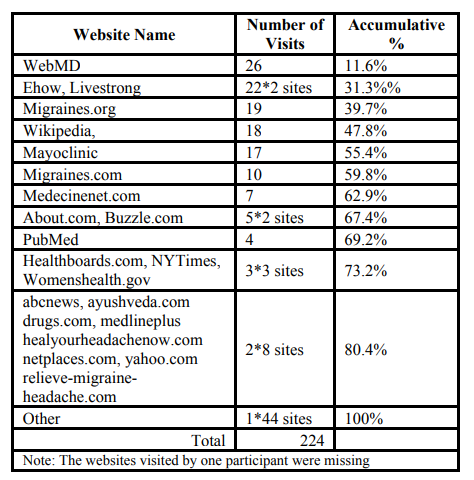 Website Name Number of Visits Accumulative %
WebMD 26 11.6%
Ehow, Livestrong 22*2 sites 31.3%%
Migraines.org 19 39.7%
Wikipedia, 18 47.8%
Mayoclinic 17 55.4%
Migraines.com 10 59.8%
Medecinenet.com 7 62.9%
About.com, Buzzle.com 5*2 sites 67.4%
PubMed 4 69.2%
Healthboards.com, NYTimes,
Womenshealth.gov 3*3 sites 73.2%
abcnews, ayushveda.com
drugs.com, medlineplus
healyourheadachenow.com
netplaces.com, yahoo.com
relieve-migraine-
headache.com 2*8 sites 80.4%
Other 1*44 sites 100%
Total 224
Note: The websites visited by one participant were missing